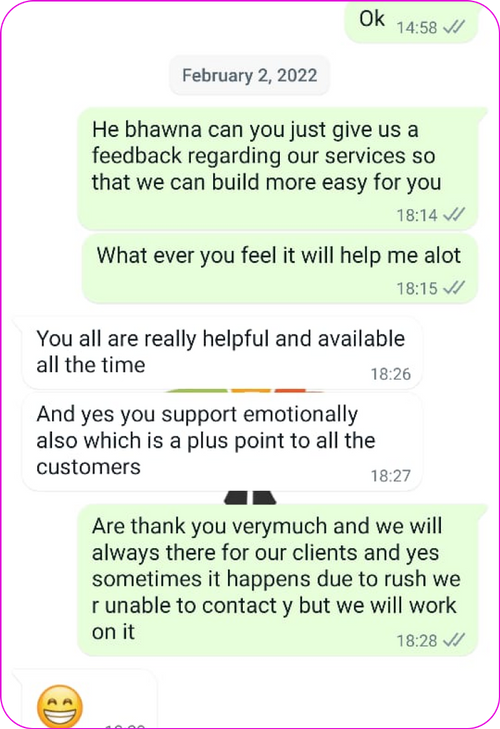 Ok
14:58
February 2, 2022
He bhawna can you just give us a
feedback regarding our services so
that we can build more easy for you
18:14
What ever you feel it will help me alot
18:15
You all are really helpful and available
all the time
18:26
And yes you support emotionally
also which is a plus point to all the
customers
18:27
Are thank you verymuch and we will
always there for our clients and yes
sometimes it happens due to rush we
r unable to contact y but we will work
on it
18:28